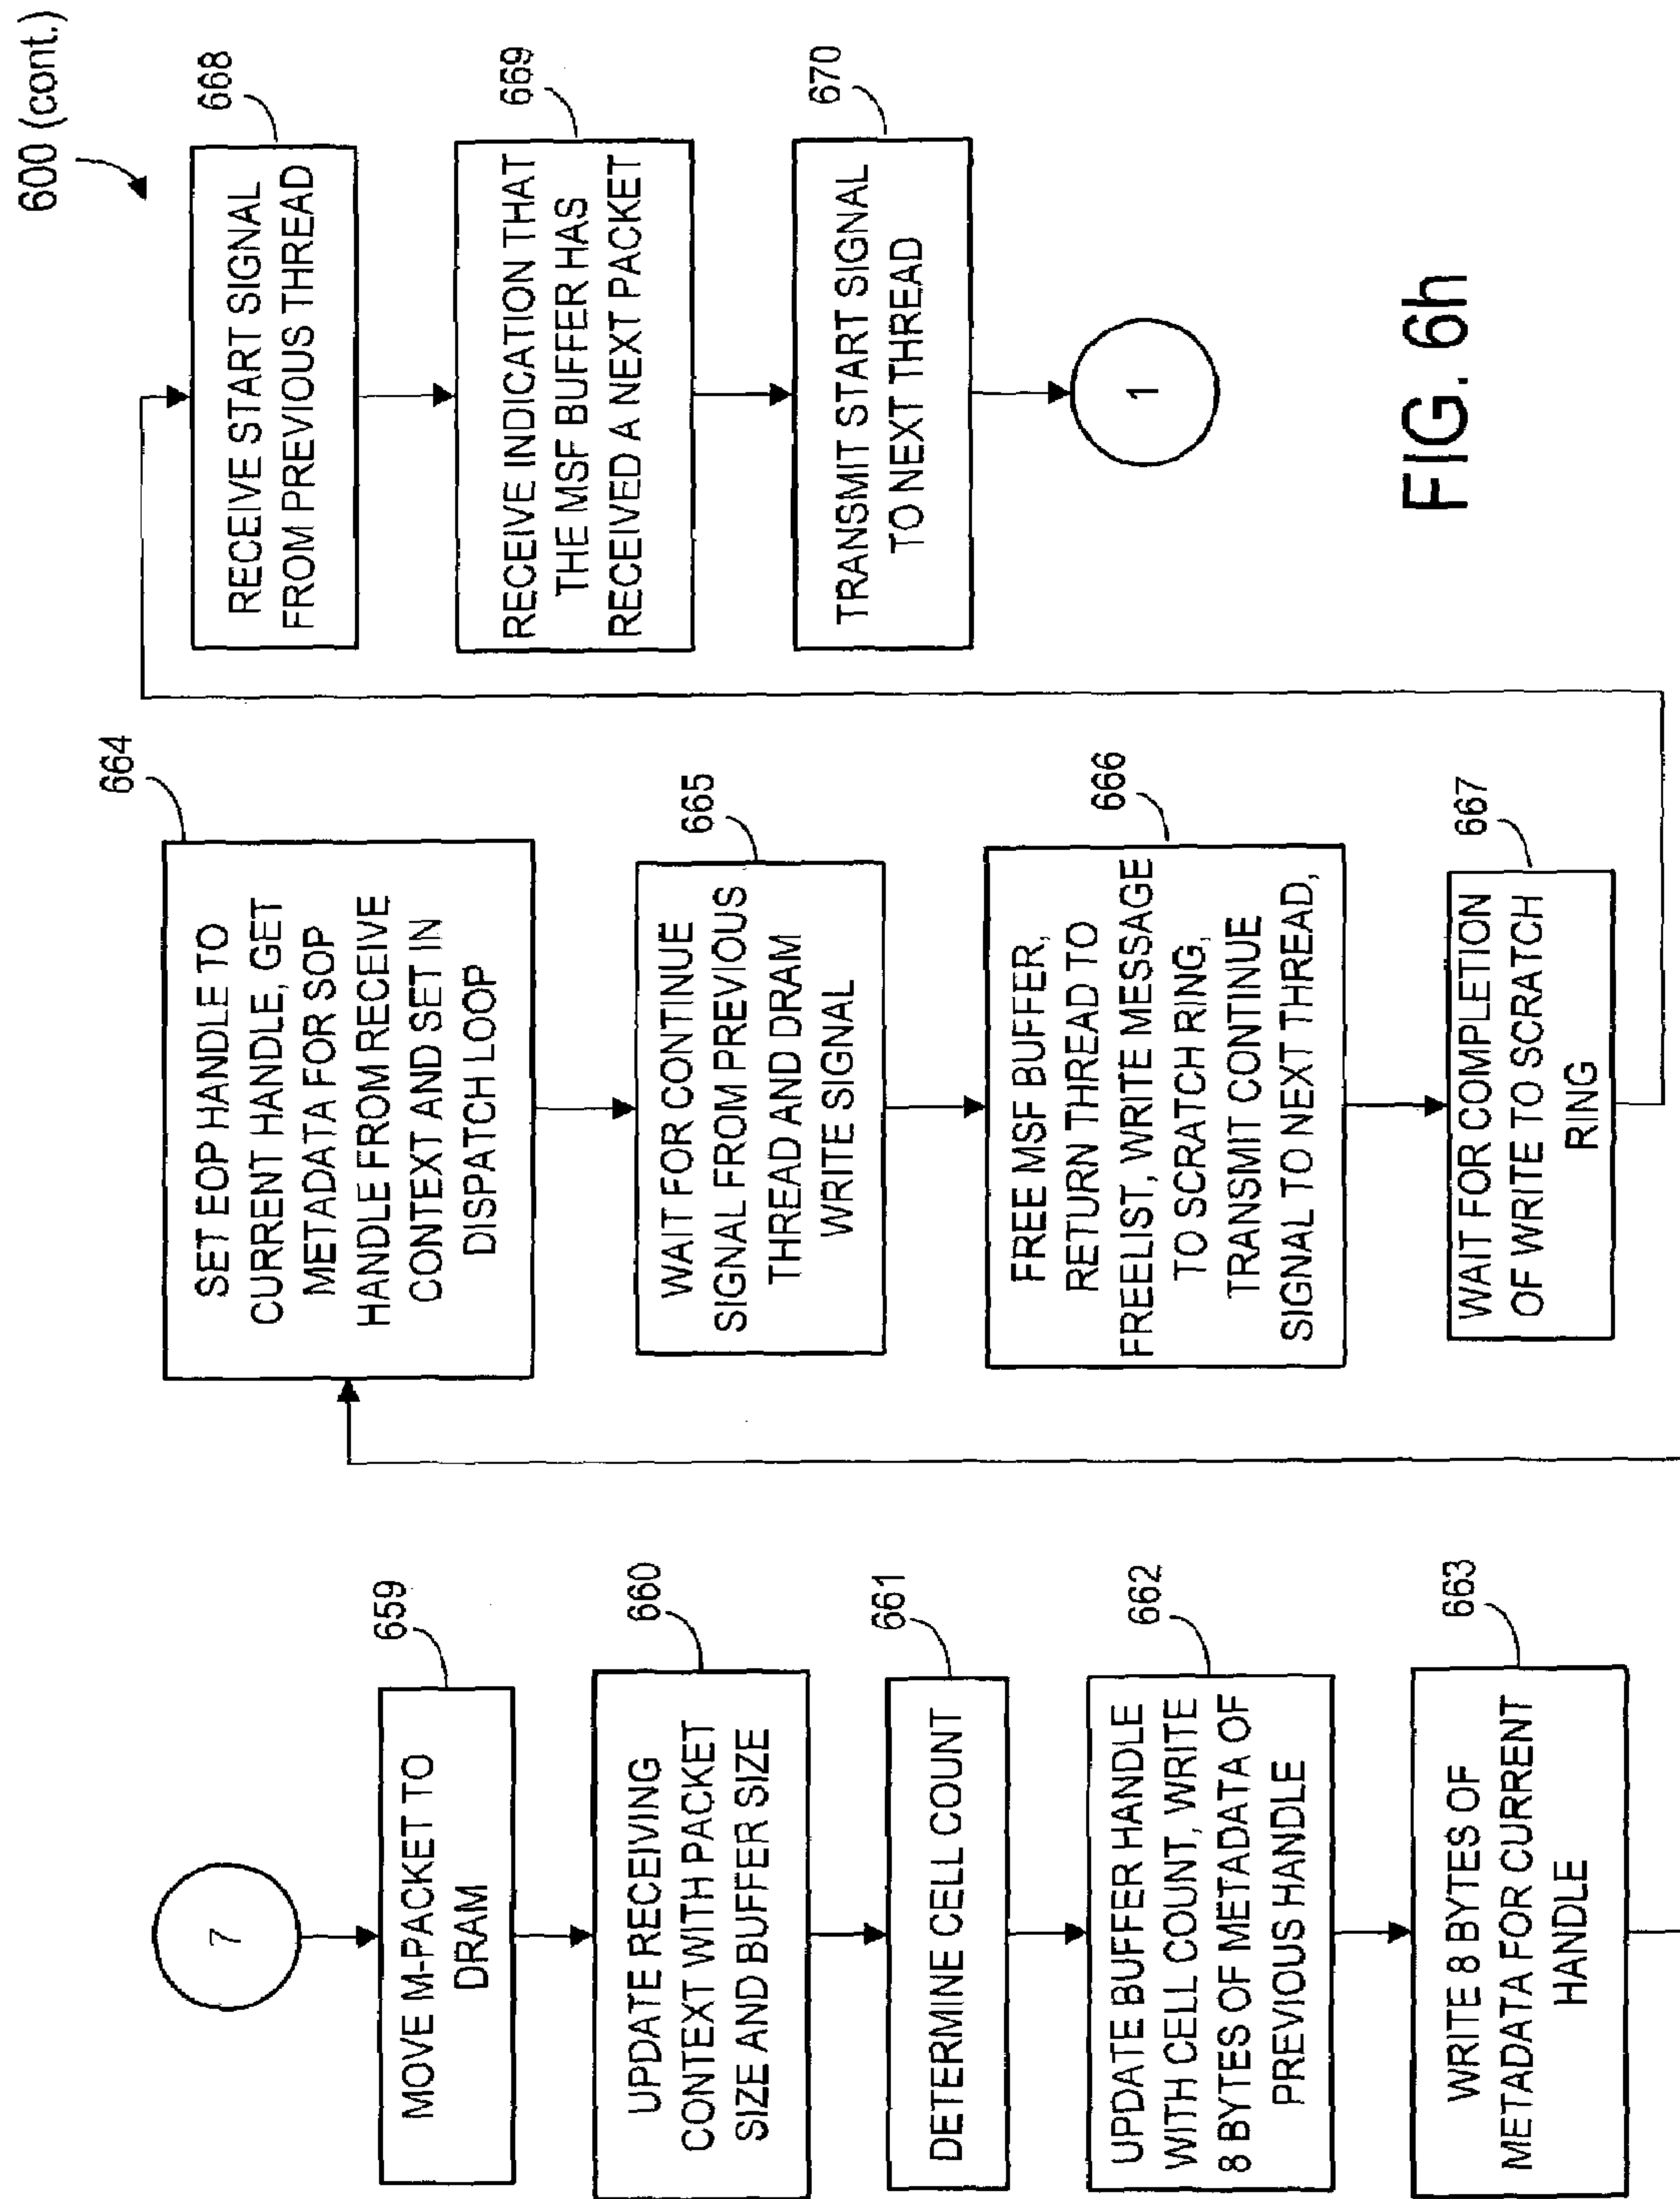 600 (cont.)
7
659
MOVE M-PACKET TO
DRAM
660
UPDATE RECEIVING
CONTEXT WITH PACKET
SIZE AND BUFFER SIZE
661
DETERMINE CELL COUNT
662
UPDATE BUFFER HANDLE
WITH CELL COUNT, WRITE
8 BYTES OF METADATA OF
PREVIOUS HANDLE
663
WRITE 8 BYTES OF
METADATA FOR CURRENT
HANDLE
664
SET EOP HANDLE TO
CURRENT HANDLE, GET
METADATA FOR SOP
HANDLE FROM RECEIVE
CONTEXT AND SET IN
DISPATCH LOOP
665
WAIT FOR CONTINUE
SIGNAL FROM PREVIOUS
THREAD AND DRAM
WRITE SIGNAL
666
FREE MSF BUFFER,
RETURN THREAD TO
FREELIST, WRITE MESSAGE
TO SCRATCH RING,
TRANSMIT CONTINUE
SIGNAL TO NEXT THREAD,
667
WAIT FOR COMPLETION
OF WRITE TO SCRATCH
RING
668
RECEIVE START SIGNAL
FROM PREVIOUS THREAD
669
RECEIVE INDICATION THAT
THE MSF BUFFER HAS
RECEIVED A NEXT PACKET
670
TRANSMIT START SIGNAL
TO NEXT THREAD
1
FIG. 6h